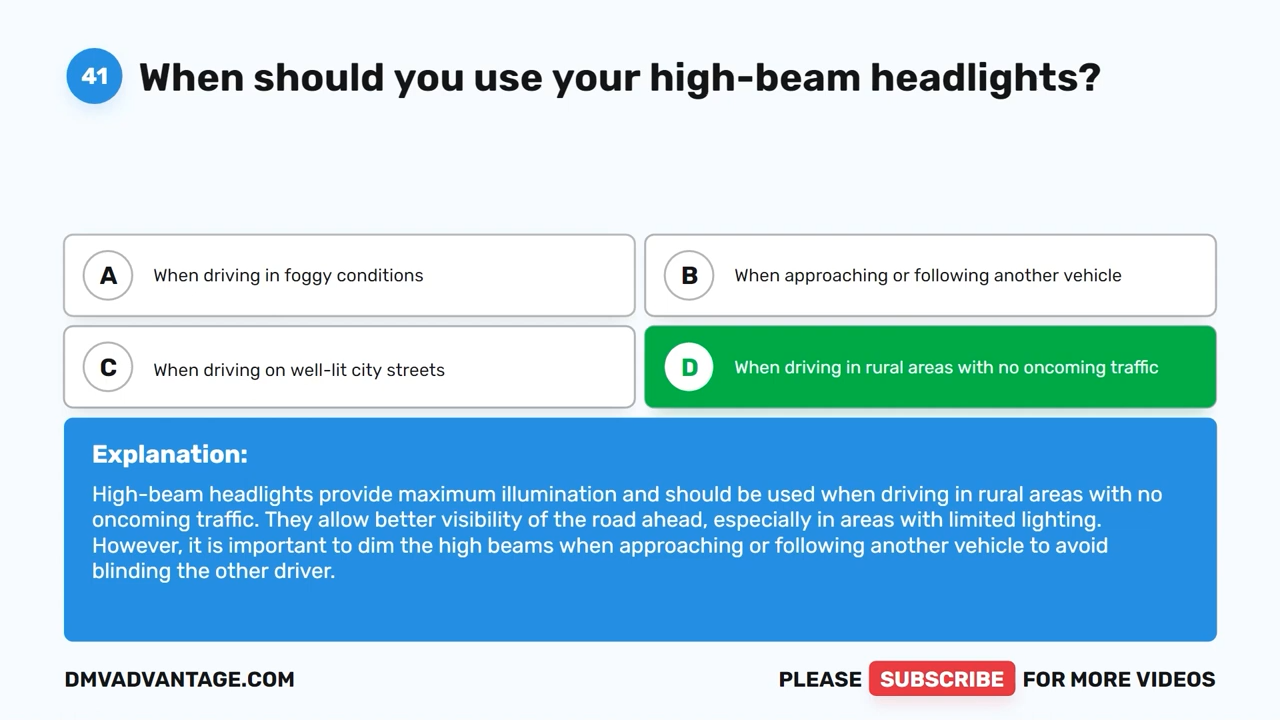 41 When should you use your high-beam headlights?
A When driving in foggy conditions
B When approaching or following another vehicle
C When driving on well-lit city streets
D When driving in rural areas with no oncoming traffic
Explanation:
High-beam headlights provide maximum illumination and should be used when driving in rural areas with no
oncoming traffic. They allow better visibility of the road ahead, especially in areas with limited lighting.
However, it is important to dim the high beams when approaching or following another vehicle to avoid
blinding the other driver.
DMVADVANTAGE.COM
PLEASE SUBSCRIBE FOR MORE VIDEOS